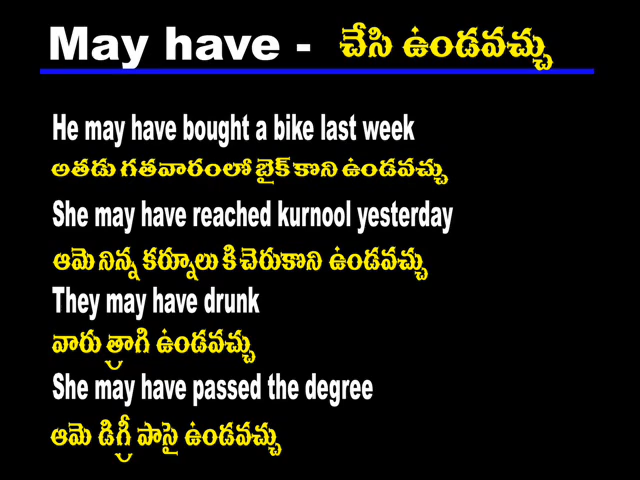 May have - చేసి ఉండవచ్చు
He may have bought a bike last week
అతడు గతవారంలో బైక్ కొని ఉండవచ్చు
She may have reached kurnool yesterday
ఆమె నిన్న కర్నూలు కి చెరుకొని ఉండవచ్చు
They may have drunk
వారు త్రాగి ఉండవచ్చు
She may have passed the degree
ఆమె డిగ్రీ పాసై ఉండవచ్చు